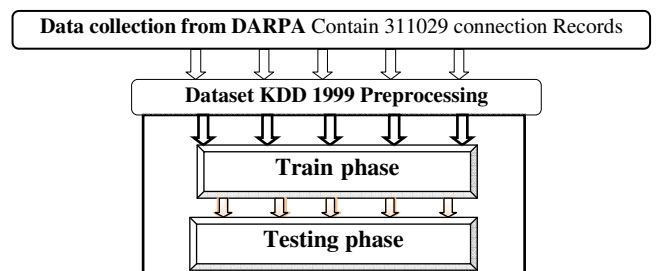 Data collection from DARPA Contain 311029 connection Records
Dataset KDD 1999 Preprocessing
Train phase
Testing phase